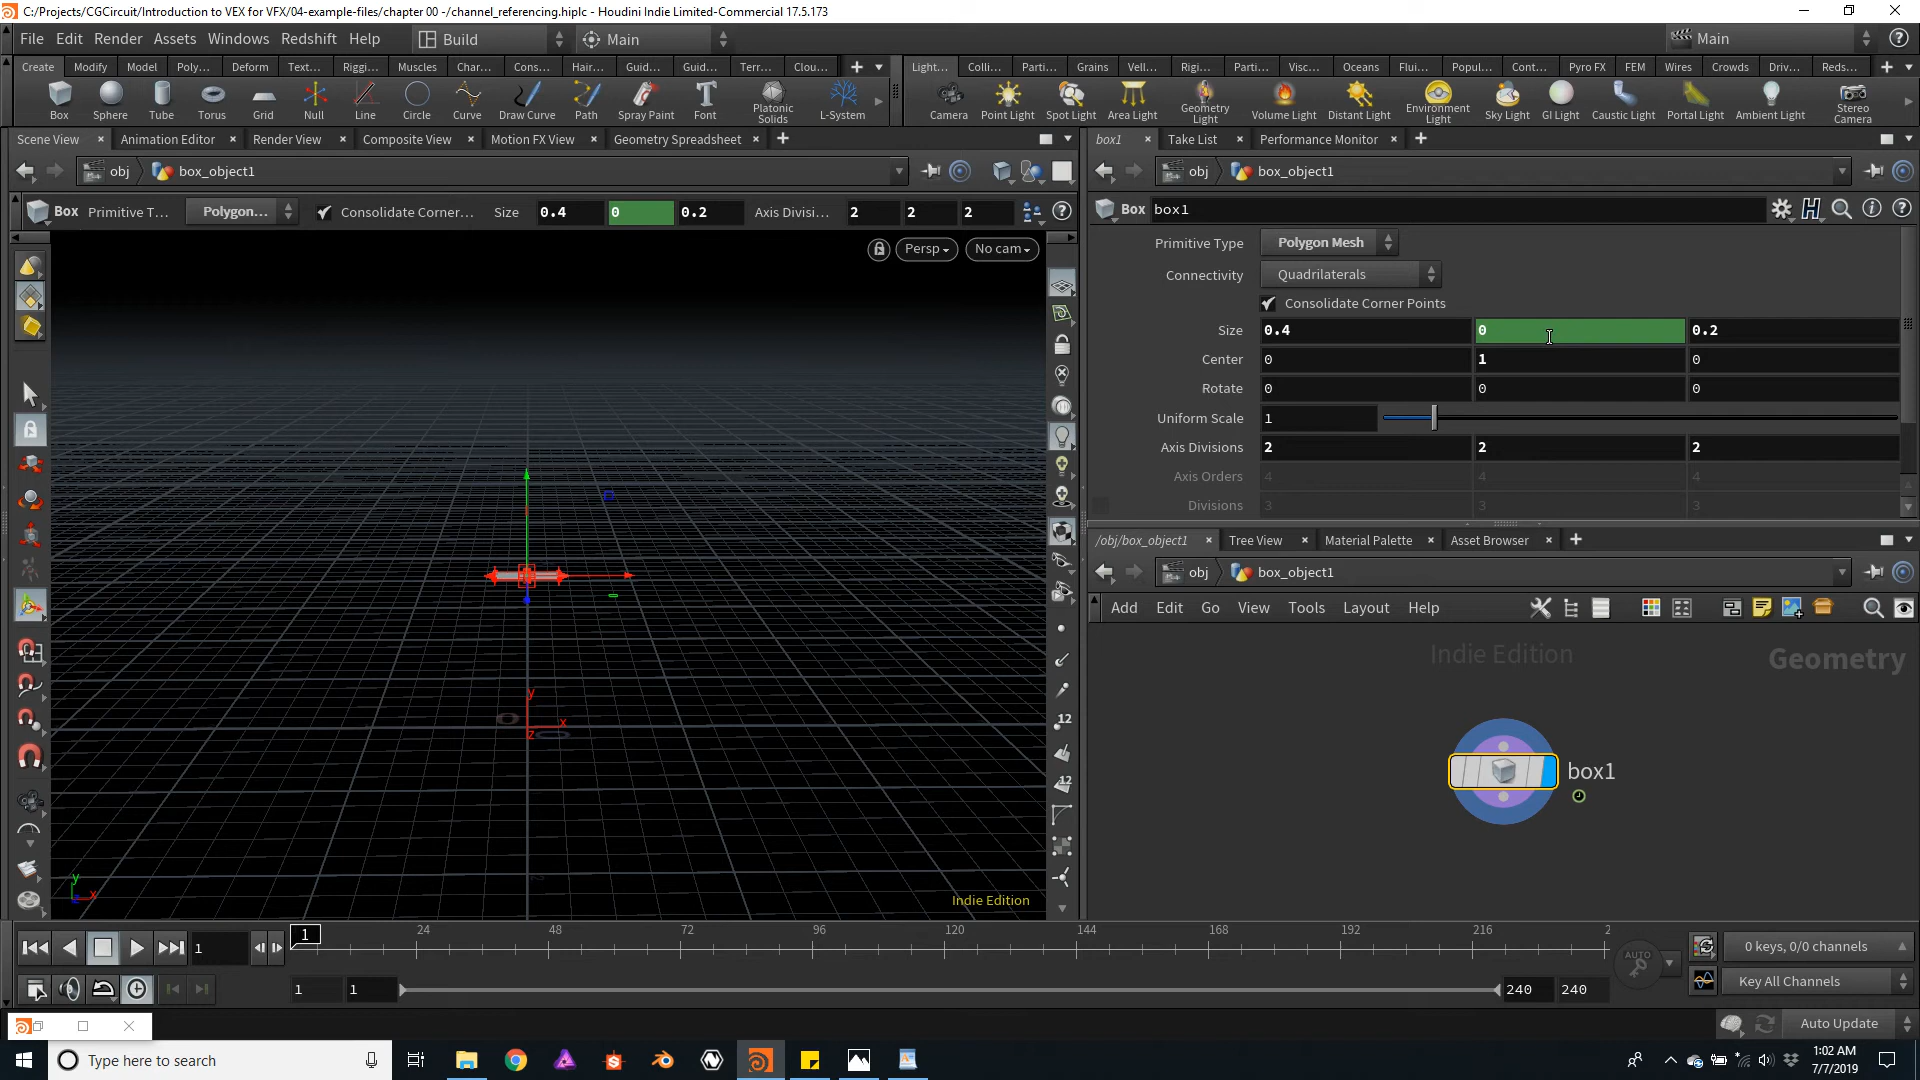 C:/Projects/CGCircuit/Introduction to VEX for VFX/04-example-files/chapter 00 -/channel_referencing.hiplc - Houdini Indie Limited-Commercial 17.5.173
File Edit Render Assets Windows Redshift Help Build Main Main
Create Modify Model Poly... Deform Text... Riggi... Muscles Char... Cons... Hair... Guid... Guid... Terr... Clou... Light... Colli... Parti... Grains Vell... Rigi... Parti... Visc... Oceans Flui... Popul... Cont... Pyro FX FEM Wires Crowds Driv... Reds...
Box Sphere Tube Torus Grid Null Line Circle Curve Draw Curve Path Spray Paint Font Platonic Solids L-System Camera Point Light Spot Light Area Light Geometry Light Volume Light Distant Light Environment Light Sky Light GI Light Caustic Light Portal Light Ambient Light Stereo Camera
Scene View Animation Editor Render View Composite View Motion FX View Geometry Spreadsheet box1 Take List Performance Monitor
obj box_object1 obj box_object1
Box Primitive T... Polygon... Consolidate Corner... Size 0.4 0 0.2 Axis Divisi... 2 2 2
Box box1
Persp No cam
Primitive Type Polygon Mesh
Connectivity Quadrilaterals
Consolidate Corner Points
Size 0.4 0 0.2
Center 0 1 0
Rotate 0 0 0
Uniform Scale 1
Axis Divisions 2 2 2
Axis Orders 4 4 4
Divisions 3 3 3
/obj/box_object1 Tree View Material Palette Asset Browser
obj box_object1
Add Edit Go View Tools Layout Help
Indie Edition Geometry
box1
y
x
z
12
12
y
x
Indie Edition
1 1 24 48 72 96 120 144 168 192 216 2
AUTO
0 keys, 0/0 channels
1 1 240 240 Key All Channels
Auto Update
Type here to search
1:02 AM
7/7/2019